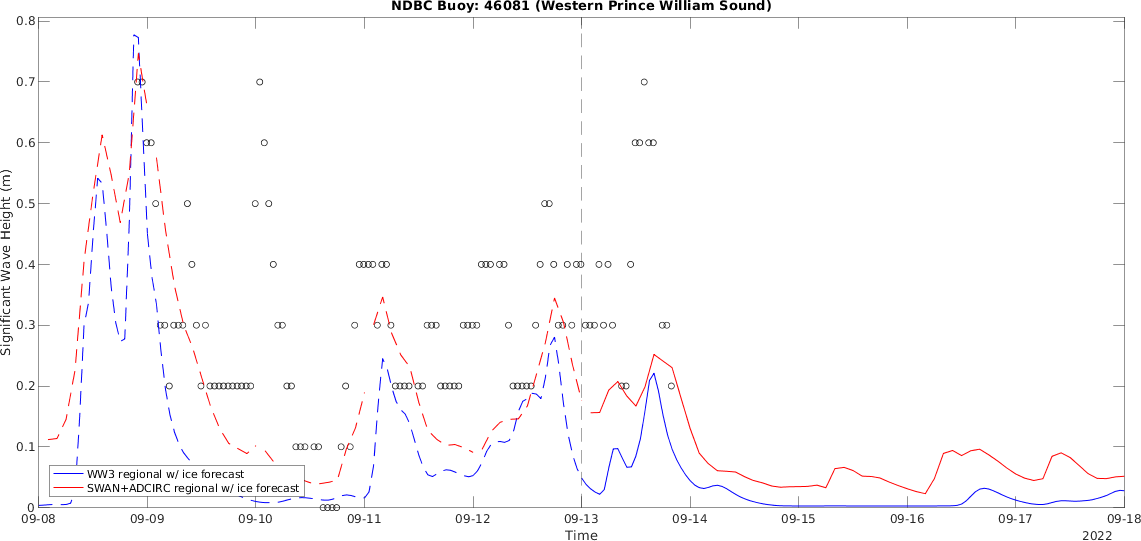 NDBC Buoy: 46081 (Western Prince William Sound)
0.8
0.7
0.6
0.5
0.4
0.3
0.2
0.1
0
Significant Wave Height (m)
WW3 regional w/ ice forecast
SWAN+ADCIRC regional w/ ice forecast
09-08 09-09 09-10 09-11 09-12 09-13 09-14 09-15 09-16 09-17 09-18
Time
2022